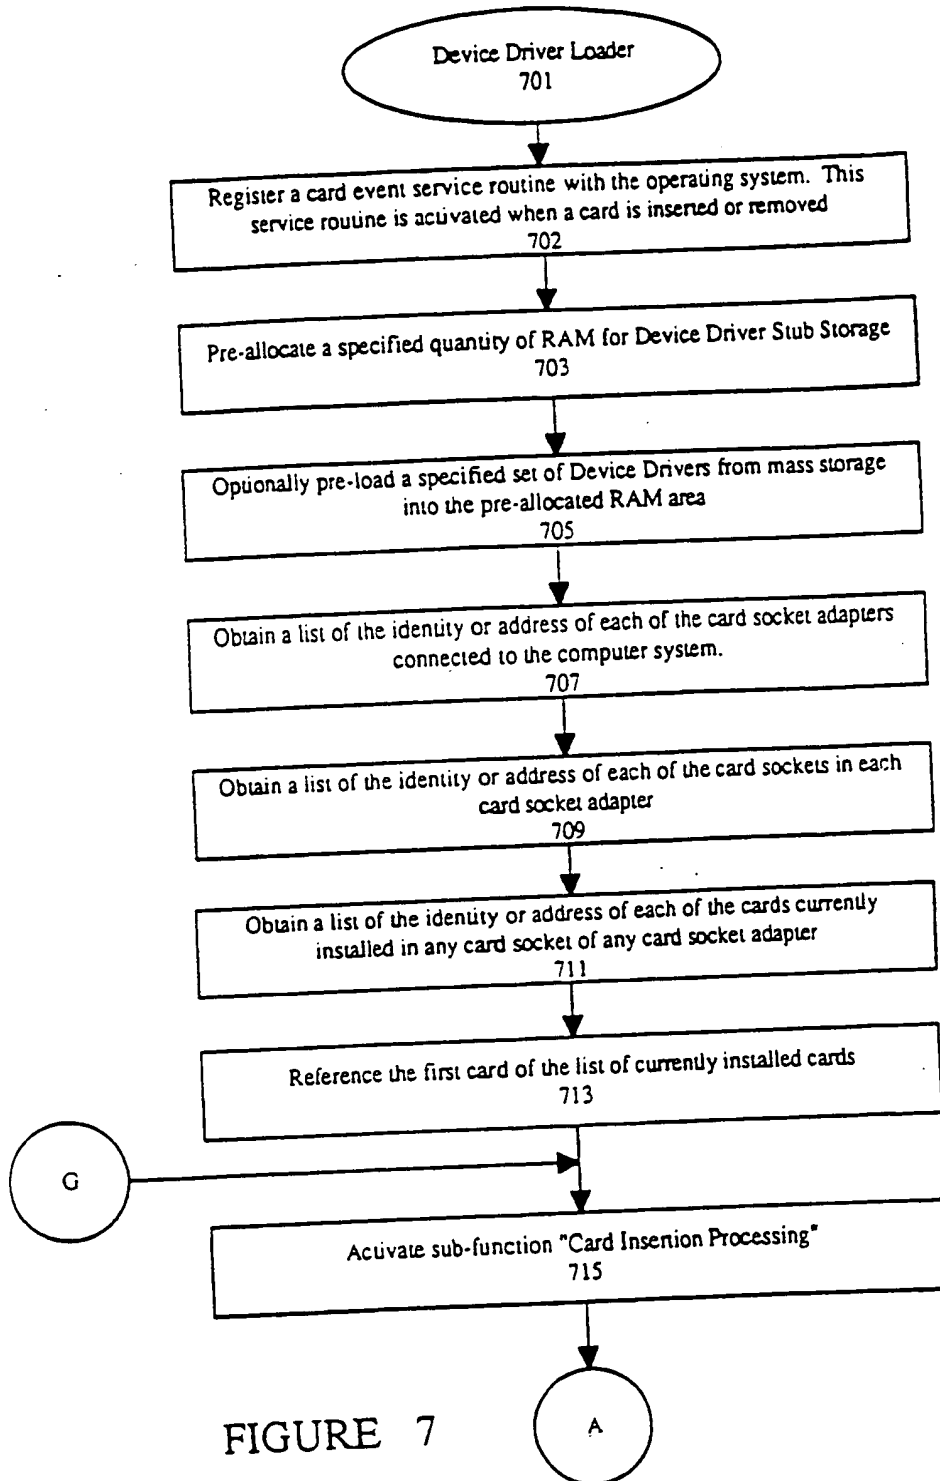 Device Driver Loader
701
Register a card event service routine with the operating system. This
service routine is activated when a card is inserted or removed
702
Pre-allocate a specified quantity of RAM for Device Driver Stub Storage
703
Optionally pre-load a specified set of Device Drivers from mass storage
into the pre-allocated RAM area
705
Obtain a list of the identity or address of each of the card socket adapters
connected to the computer system.
707
Obtain a list of the identity or address of each of the card sockets in each
card socket adapter
709
Obtain a list of the identity or address of each of the cards currently
installed in any card socket of any card socket adapter
711
Reference the first card of the list of currently installed cards
713
G
Activate sub-function "Card Insertion Processing"
715
A
FIGURE 7